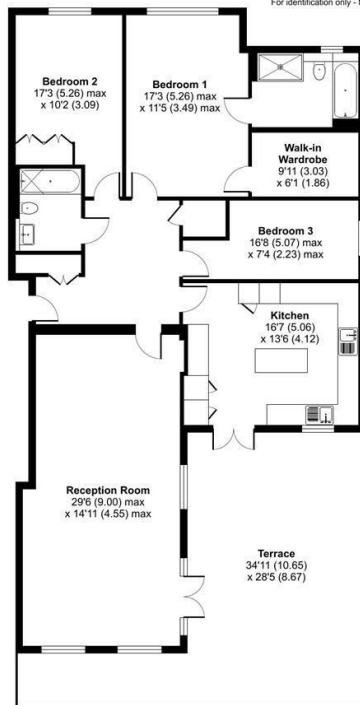 For identification only -
Bedroom 2
17'3 (5.26) max
x 10'2 (3.09)
Bedroom 1
17'3 (5.26) max
x 11'5 (3.49) max
Walk-in
Wardrobe
9'11 (3.03)
x 6'1 (1.86)
Bedroom 3
16'8 (5.07) max
x 7'4 (2.23) max
Kitchen
16'7 (5.06)
x 13'6 (4.12)
Reception Room
29'6 (9.00) max
x 14'11 (4.55) max
Terrace
34'11 (10.65)
x 28'5 (8.67)